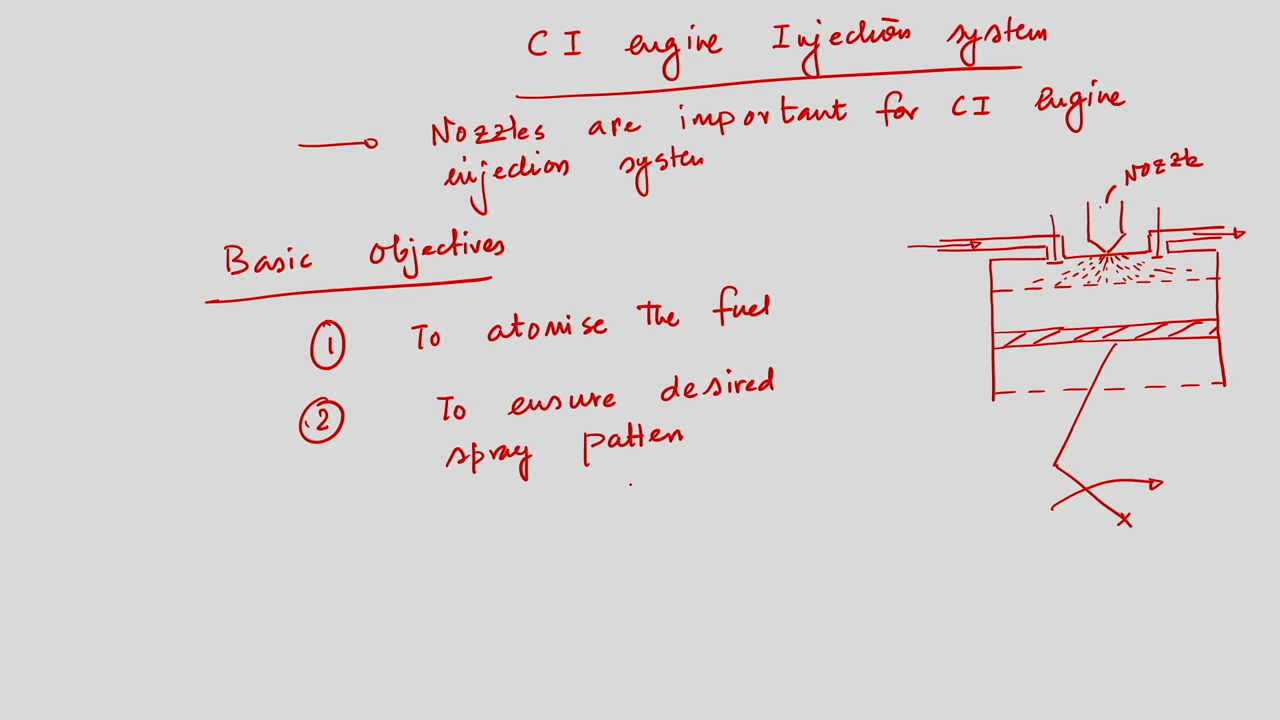 CI engine Injection system
Nozzles are important for CI engine
injection system
Nozzle
Basic Objectives
1 To atomise the fuel
2 To ensure desired
spray pattern